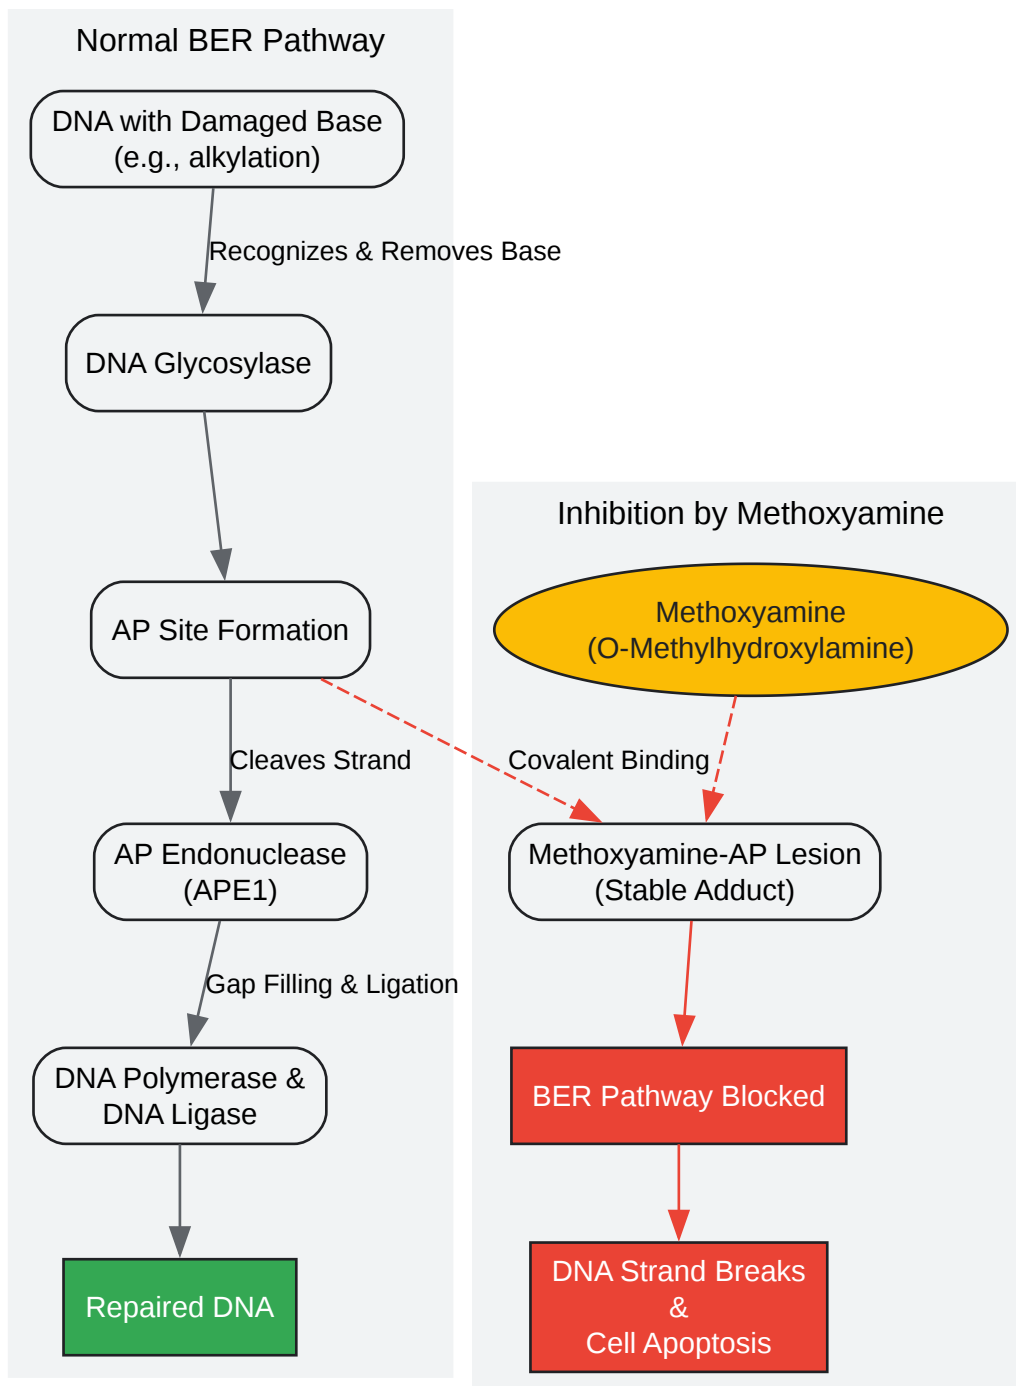 Normal BER Pathway
DNA with Damaged Base
(e.g., alkylation)
Recognizes & Removes Base
DNA Glycosylase
AP Site Formation
Cleaves Strand
AP Endonuclease
(APE1)
Gap Filling & Ligation
DNA Polymerase &
DNA Ligase
Repaired DNA
Inhibition by Methoxyamine
Methoxyamine
(O-Methylhydroxylamine)
Covalent Binding
Methoxyamine-AP Lesion
(Stable Adduct)
BER Pathway Blocked
DNA Strand Breaks
&
Cell Apoptosis